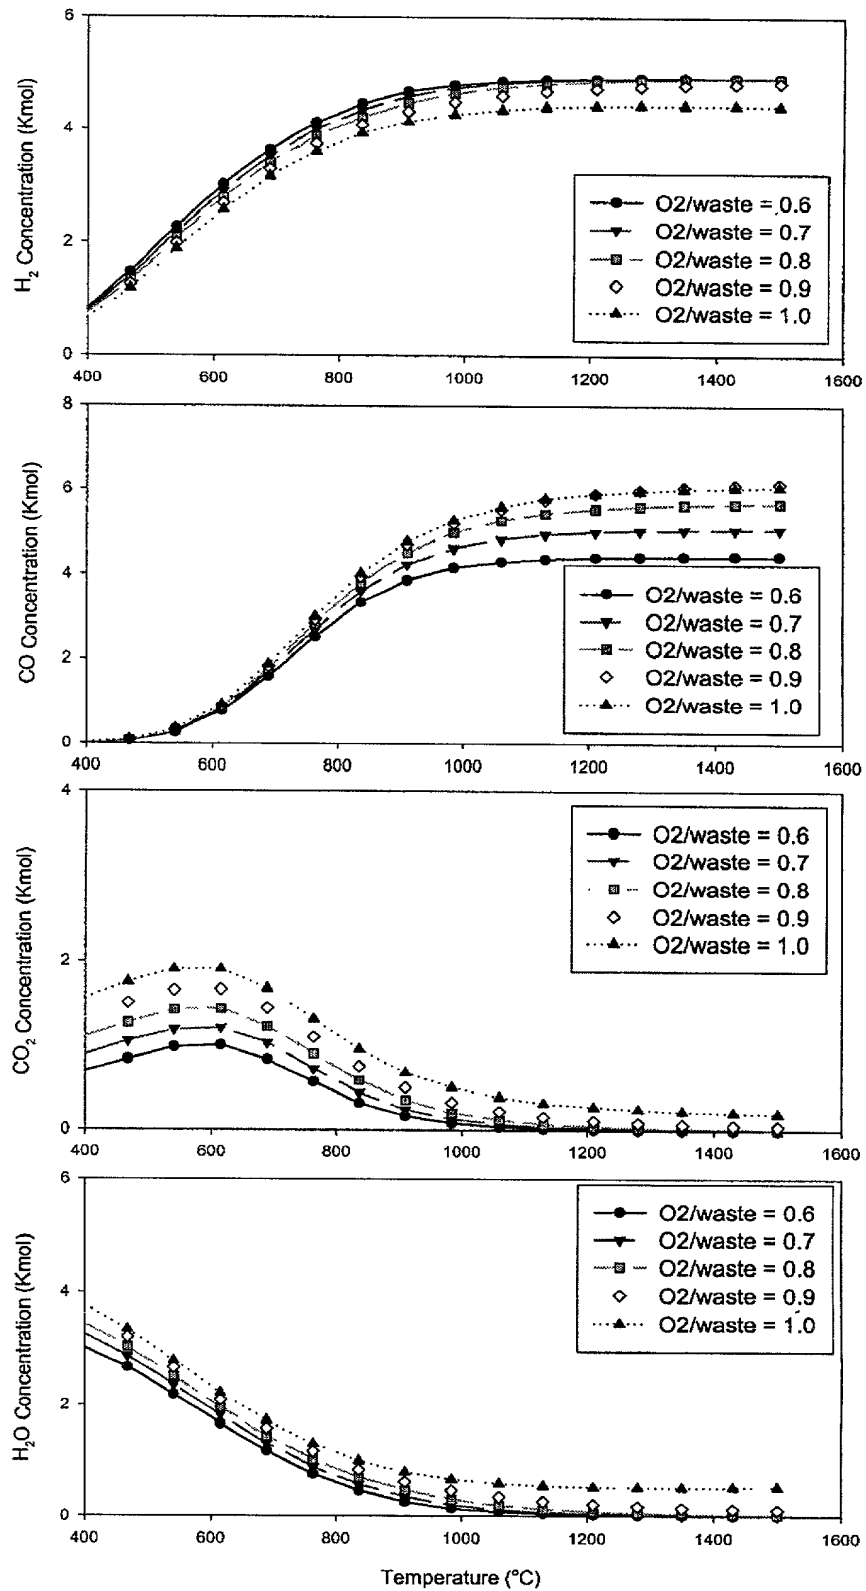 6
4
2
0
H2 Concentration (Kmol)
O2/waste = 0.6
O2/waste = 0.7
O2/waste = 0.8
O2/waste = 0.9
O2/waste = 1.0
400 600 800 1000 1200 1400 1600
8
6
4
2
0
CO Concentration (Kmol)
O2/waste = 0.6
O2/waste = 0.7
O2/waste = 0.8
O2/waste = 0.9
O2/waste = 1.0
400 600 800 1000 1200 1400 1600
4
2
0
CO2 Concentration (Kmol)
O2/waste = 0.6
O2/waste = 0.7
O2/waste = 0.8
O2/waste = 0.9
O2/waste = 1.0
400 600 800 1000 1200 1400 1600
6
4
2
0
H2O Concentration (Kmol)
O2/waste = 0.6
O2/waste = 0.7
O2/waste = 0.8
O2/waste = 0.9
O2/waste = 1.0
400 600 800 1000 1200 1400 1600
Temperature (°C)